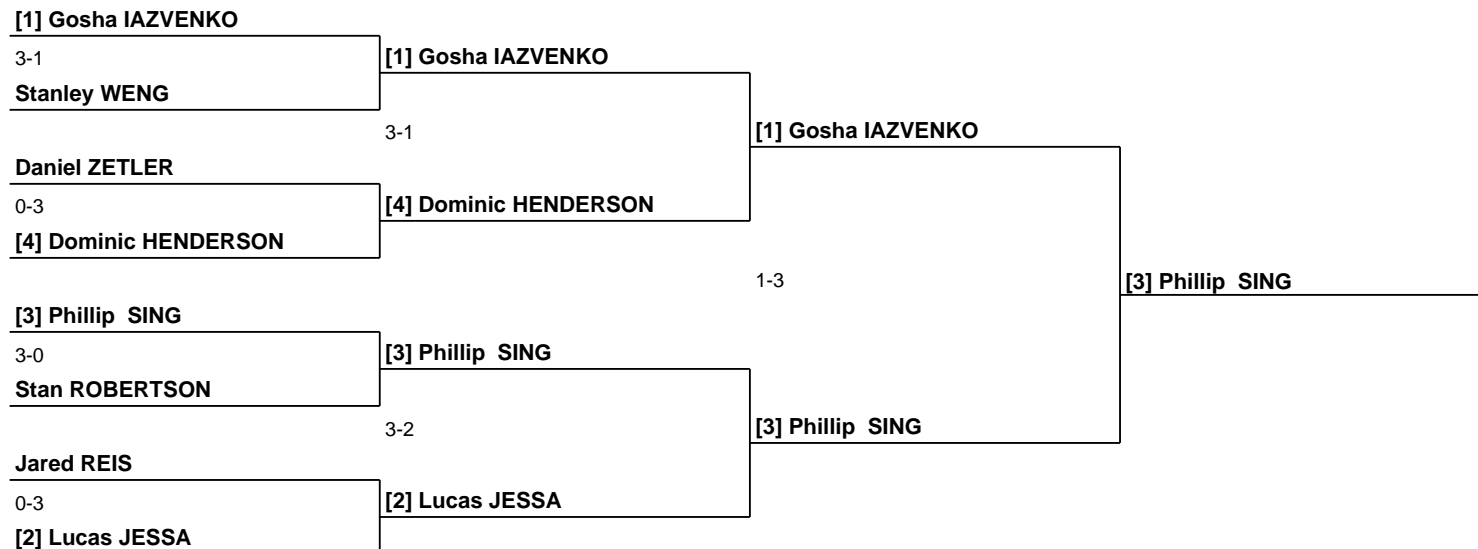 [1] Gosha IAZVENKO
3-1
[1] Gosha IAZVENKO
Stanley WENG
3-1
[1] Gosha IAZVENKO
Daniel ZETLER
0-3
[4] Dominic HENDERSON
[4] Dominic HENDERSON
1-3
[3] Phillip  SING
[3] Phillip  SING
3-0
[3] Phillip  SING
Stan ROBERTSON
3-2
[3] Phillip  SING
Jared REIS
0-3
[2] Lucas JESSA
[2] Lucas JESSA